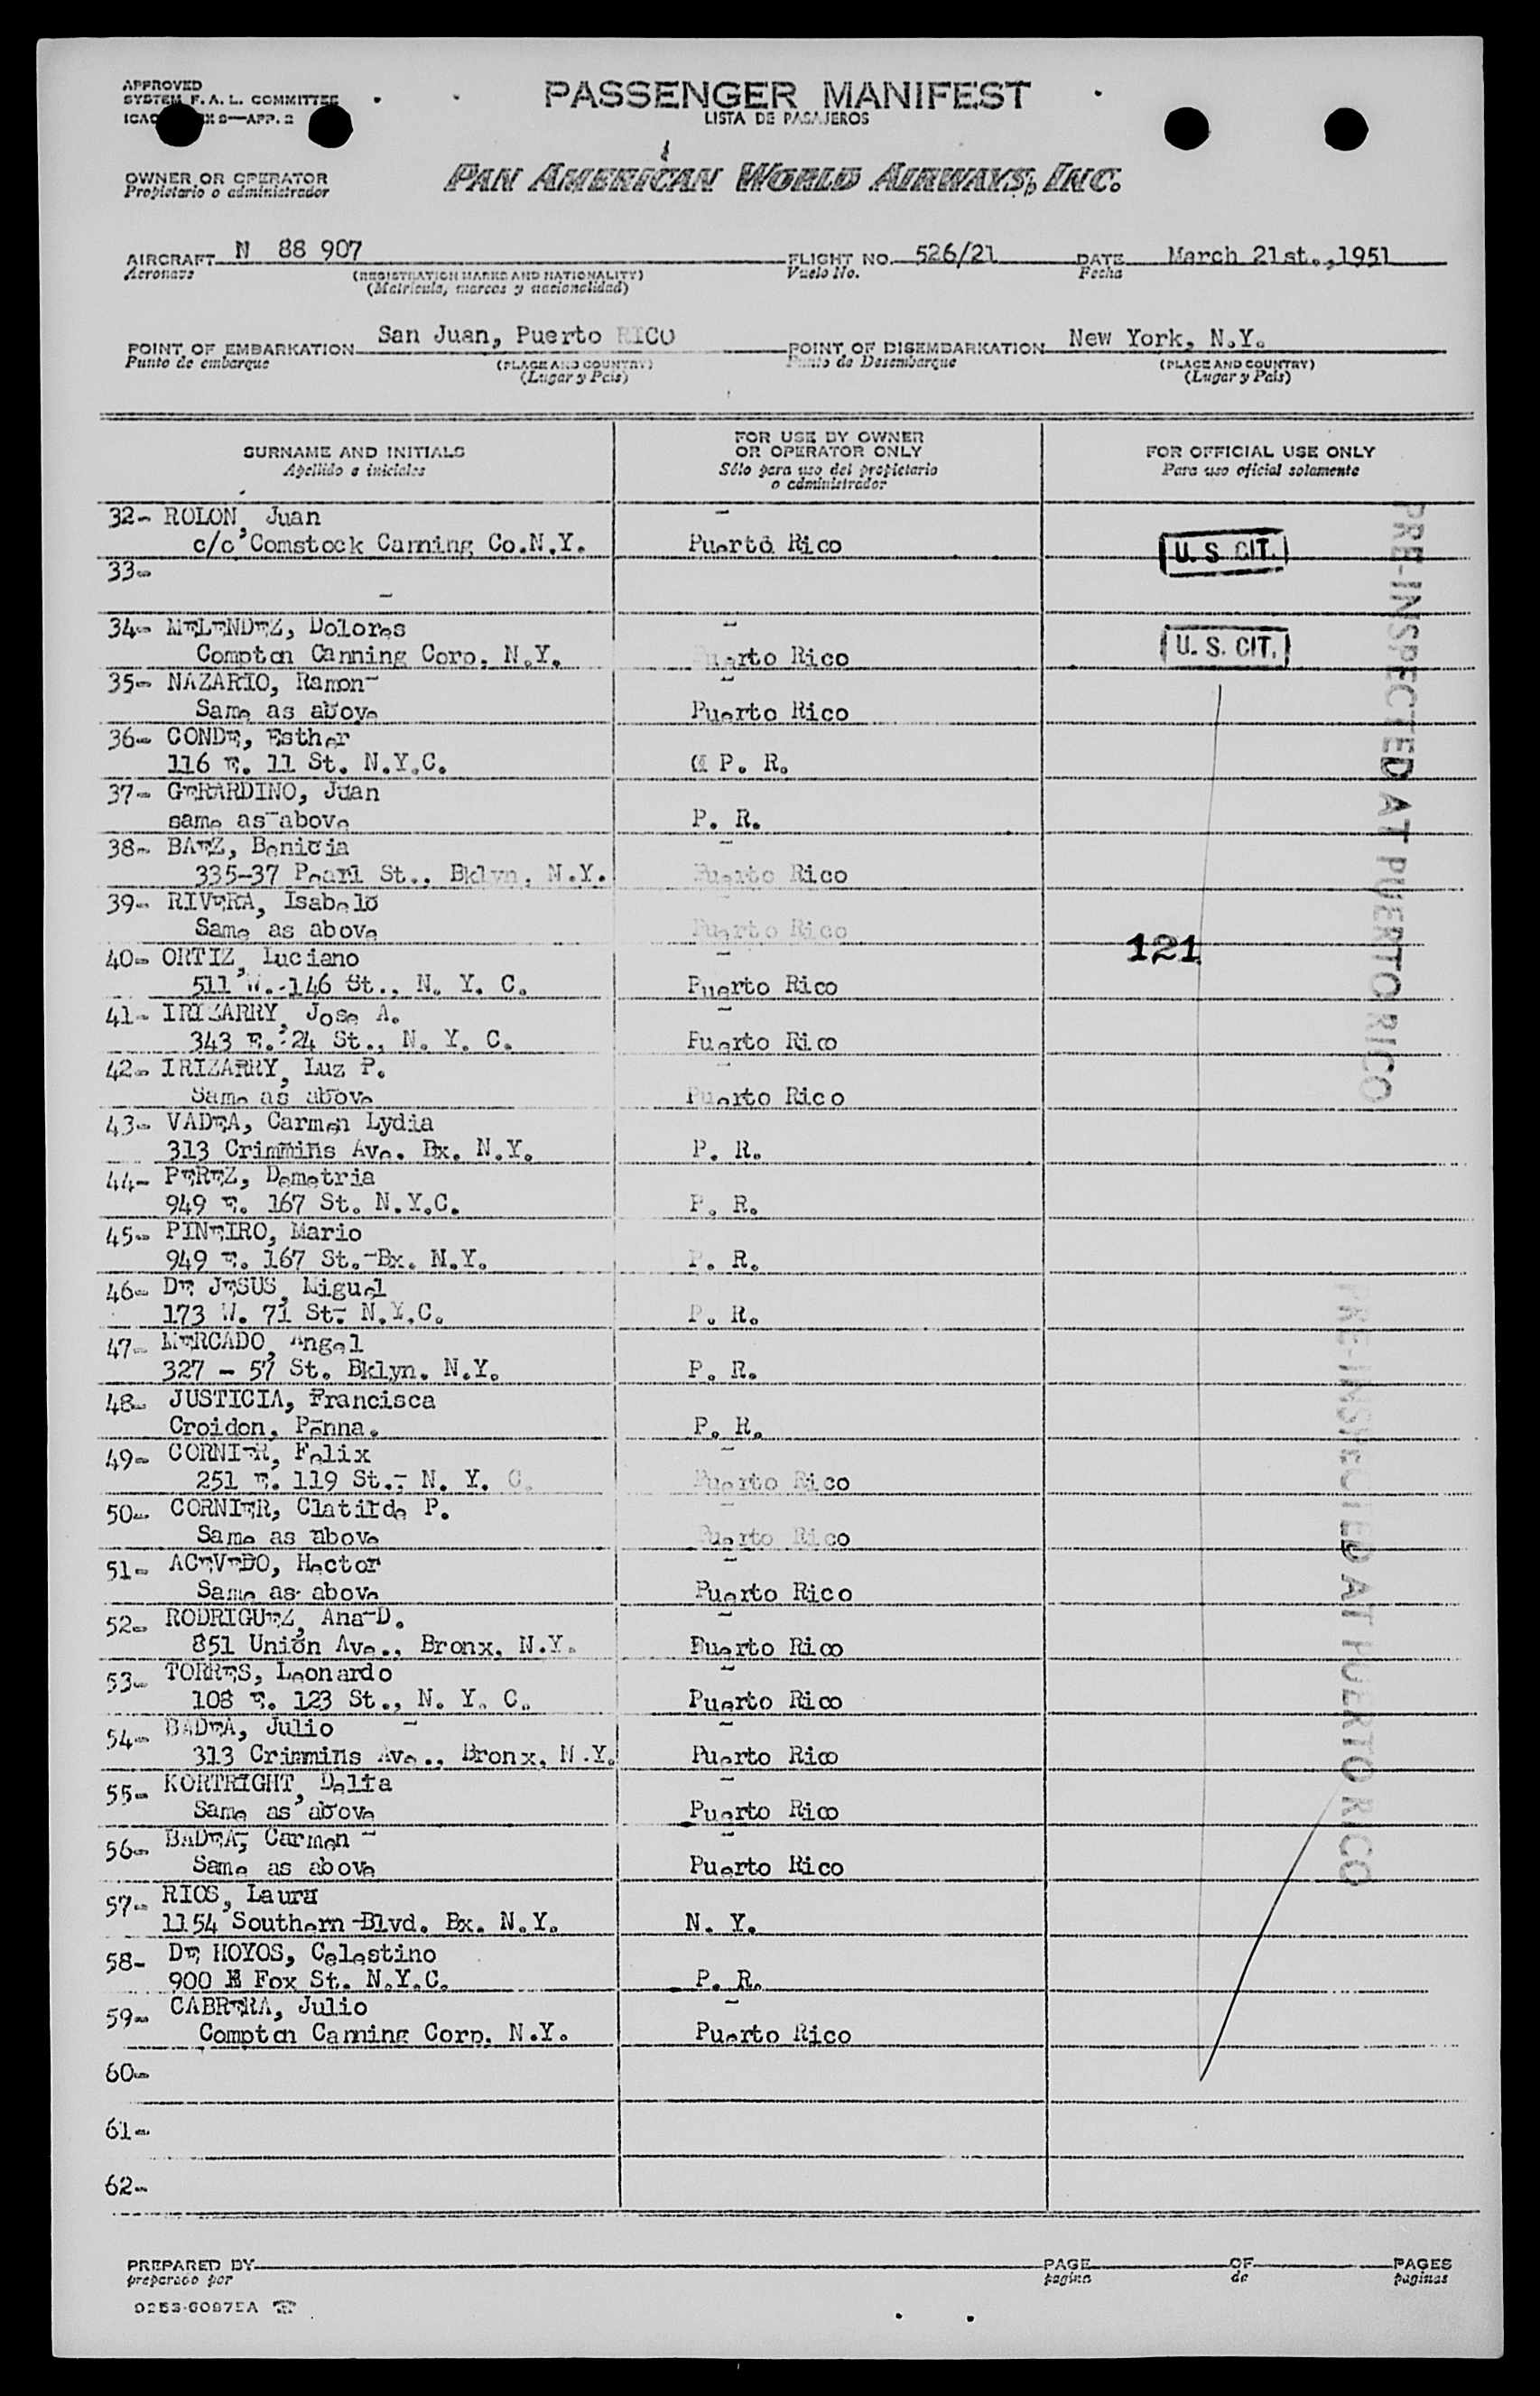 APPROVED
SYSTEM F. A. L. COMMITTEE
ICAO 9—APP. 2
PASSENGER MANIFEST
LISTA DE PASAJEROS
OWNER OR OPERATOR
Propietario o administrador
PAN AMERICAN WORLD AIRWAYS, INC.
AIRCRAFT N 88 907 FLIGHT NO. 526/21 DATE March 21st.,1951
Aeronave (REGISTRATION MARKS AND NATIONALITY) Vuelo No. Fecha
(Matrícula, marcas y nacionalidad)
POINT OF EMBARKATION San Juan, Puerto RICO POINT OF DISEMBARKATION New York, N.Y.
Punto de embarque (PLACE AND COUNTRY) Punto de Desembarque (PLACE AND COUNTRY)
(Lugar y País) (Lugar y País)
SURNAME AND INITIALS FOR USE BY OWNER OR OPERATOR ONLY FOR OFFICIAL USE ONLY
Apellido e iniciales Sólo para uso del propietario o administrador Para uso oficial solamente
32- ROLON, Juan
c/o Comstock Canning Co.N.Y. Puerto Rico U. S CIT.
33-
34- MELENDEZ, Dolores
Compton Canning Corp. N.Y. Puerto Rico U. S. CIT.
35- NAZARIO, Ramon
Same as above Puerto Rico
36- CONDE, Esther
116 E. 11 St. N.Y.C. P. R.
37- GERARDINO, Juan
same as above P. R.
38- BAEZ, Benicia
335-37 Pearl St., Bklyn, N.Y. Puerto Rico
39- RIVERA, Isabelo
Same as above Puerto Rico
121
40- ORTIZ, Luciano
511 W. 146 St., N. Y. C. Puerto Rico
41- IRIZARRY, Jose A.
343 E. 24 St., N. Y. C. Puerto Rico
42- IRIZARRY, Luz P.
Same as above Puerto Rico
43- VADEA, Carmen Lydia
313 Crimmins Ave. Bx. N.Y. P. R.
44- PEREZ, Demetria
949 E. 167 St. N.Y.C. P. R.
45- PINEIRO, Mario
949 E. 167 St. Bx. N.Y. P. R.
46- DE JESUS, Miguel
173 W. 71 St. N.Y.C. P. R.
47- MERCADO, Angel
327 - 57 St. Bklyn. N.Y. P. R.
48- JUSTICIA, Francisca
Croidon, Penna. P. R.
49- CORNIER, Felix
251 E. 119 St. N. Y. C. Puerto Rico
50- CORNIER, Clatilde P.
Same as above Puerto Rico
51- ACEVEDO, Hector
Same as above Puerto Rico
52- RODRIGUEZ, Ana D.
851 Union Ave., Bronx, N.Y. Puerto Rico
53- TORRES, Leonardo
108 E. 123 St., N. Y. C. Puerto Rico
54- BADEA, Julio
313 Crimmins Ave., Bronx, N.Y. Puerto Rico
55- KORTRIGHT, Delia
Same as above Puerto Rico
56- BADEA, Carmen
Same as above Puerto Rico
57- RIOS, Laura
1154 Southern Blvd. Bx. N.Y. N. Y.
58- DE HOYOS, Celestino
900 Fox St. N.Y.C. P. R.
59- CABRERA, Julio
Compton Canning Corp. N.Y. Puerto Rico
60-
61-
62-
PRE-INSPECTED AT PUERTO RICO
PRE-INSPECTED AT PUERTO RICO
PREPARED BY PAGE OF PAGES
preparado por pagina de paginas